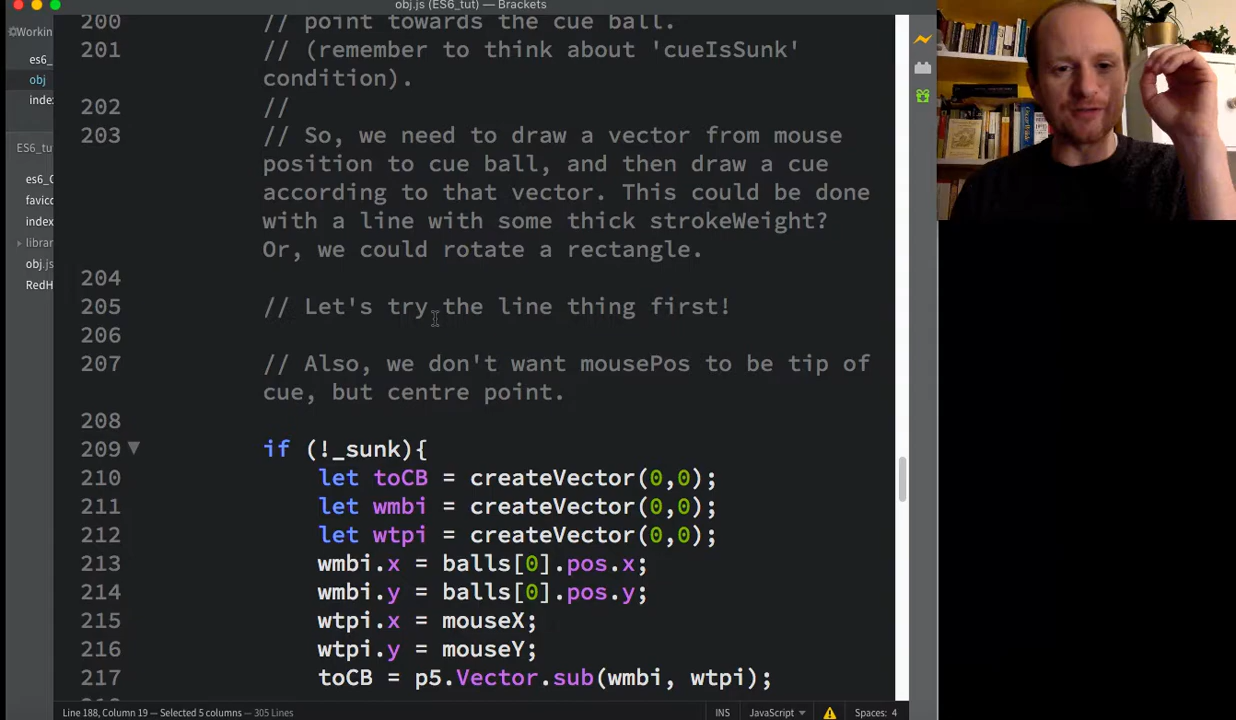 obj.js (ES6_tut) — Brackets
Workin
es6_
obj
index
ES6_tut
es6_C
favico
index
librar
obj.js
RedH
200 // point towards the cue ball.
201 // (remember to think about 'cueIsSunk'
condition).
202 //
203 // So, we need to draw a vector from mouse
position to cue ball, and then draw a cue
according to that vector. This could be done
with a line with some thick strokeWeight?
Or, we could rotate a rectangle.
204
205 // Let's try the line thing first!
206
207 // Also, we don't want mousePos to be tip of
cue, but centre point.
208
209 if (!_sunk){
210 let toCB = createVector(0,0);
211 let wmbi = createVector(0,0);
212 let wtpi = createVector(0,0);
213 wmbi.x = balls[0].pos.x;
214 wmbi.y = balls[0].pos.y;
215 wtpi.x = mouseX;
216 wtpi.y = mouseY;
217 toCB = p5.Vector.sub(wmbi, wtpi);
Line 188, Column 19 — Selected 5 columns — 305 Lines
INS JavaScript Spaces: 4